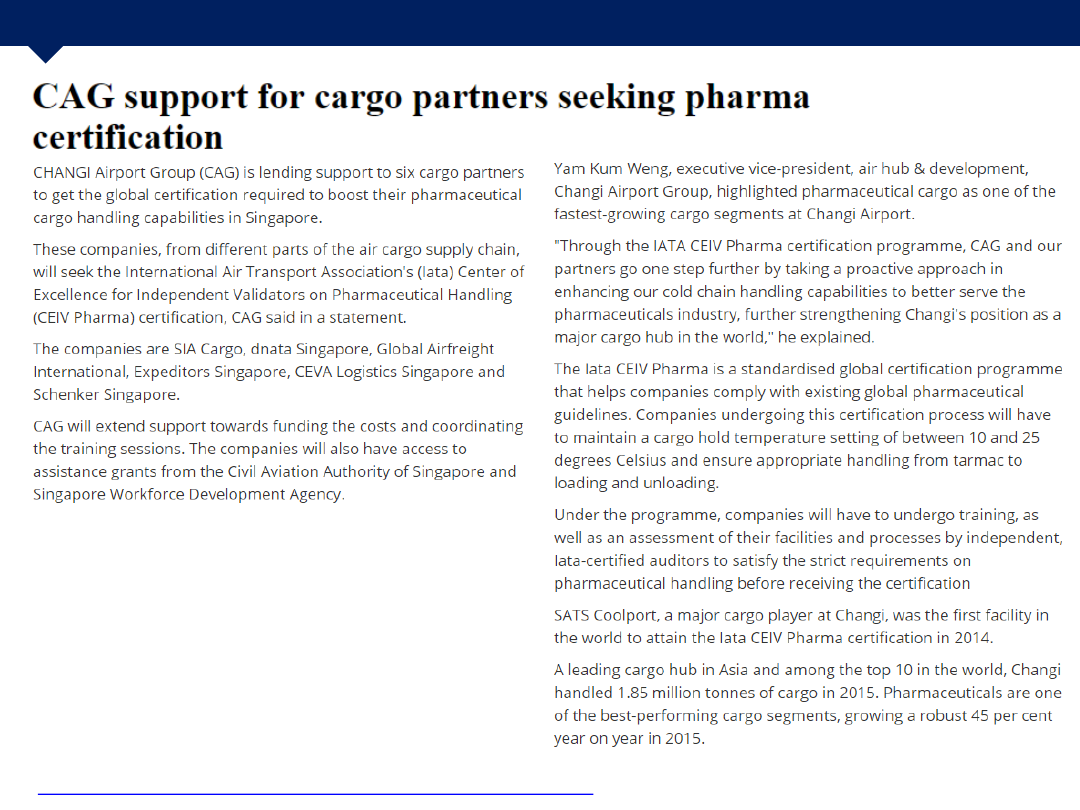 CAG support for cargo partners seeking pharma
certification
CHANGI Airport Group (CAG) is lending support to six cargo partners
to get the global certification required to boost their pharmaceutical
cargo handling capabilities in Singapore.
These companies, from different parts of the air cargo supply chain,
will seek the International Air Transport Association's (Iata) Center of
Excellence for Independent Validators on Pharmaceutical Handling
(CEIV Pharma) certification, CAG said in a statement.
The companies are SIA Cargo, dnata Singapore, Global Airfreight
International, Expeditors Singapore, CEVA Logistics Singapore and
Schenker Singapore.
CAG will extend support towards funding the costs and coordinating
the training sessions. The companies will also have access to
assistance grants from the Civil Aviation Authority of Singapore and
Singapore Workforce Development Agency.
Yam Kum Weng, executive vice-president, air hub & development,
Changi Airport Group, highlighted pharmaceutical cargo as one of the
fastest-growing cargo segments at Changi Airport.
"Through the IATA CEIV Pharma certification programme, CAG and our
partners go one step further by taking a proactive approach in
enhancing our cold chain handling capabilities to better serve the
pharmaceuticals industry, further strengthening Changi's position as a
major cargo hub in the world," he explained.
The Iata CEIV Pharma is a standardised global certification programme
that helps companies comply with existing global pharmaceutical
guidelines. Companies undergoing this certification process will have
to maintain a cargo hold temperature setting of between 10 and 25
degrees Celsius and ensure appropriate handling from tarmac to
loading and unloading.
Under the programme, companies will have to undergo training, as
well as an assessment of their facilities and processes by independent,
Iata-certified auditors to satisfy the strict requirements on
pharmaceutical handling before receiving the certification
SATS Coolport, a major cargo player at Changi, was the first facility in
the world to attain the Iata CEIV Pharma certification in 2014.
A leading cargo hub in Asia and among the top 10 in the world, Changi
handled 1.85 million tonnes of cargo in 2015. Pharmaceuticals are one
of the best-performing cargo segments, growing a robust 45 per cent
year on year in 2015.